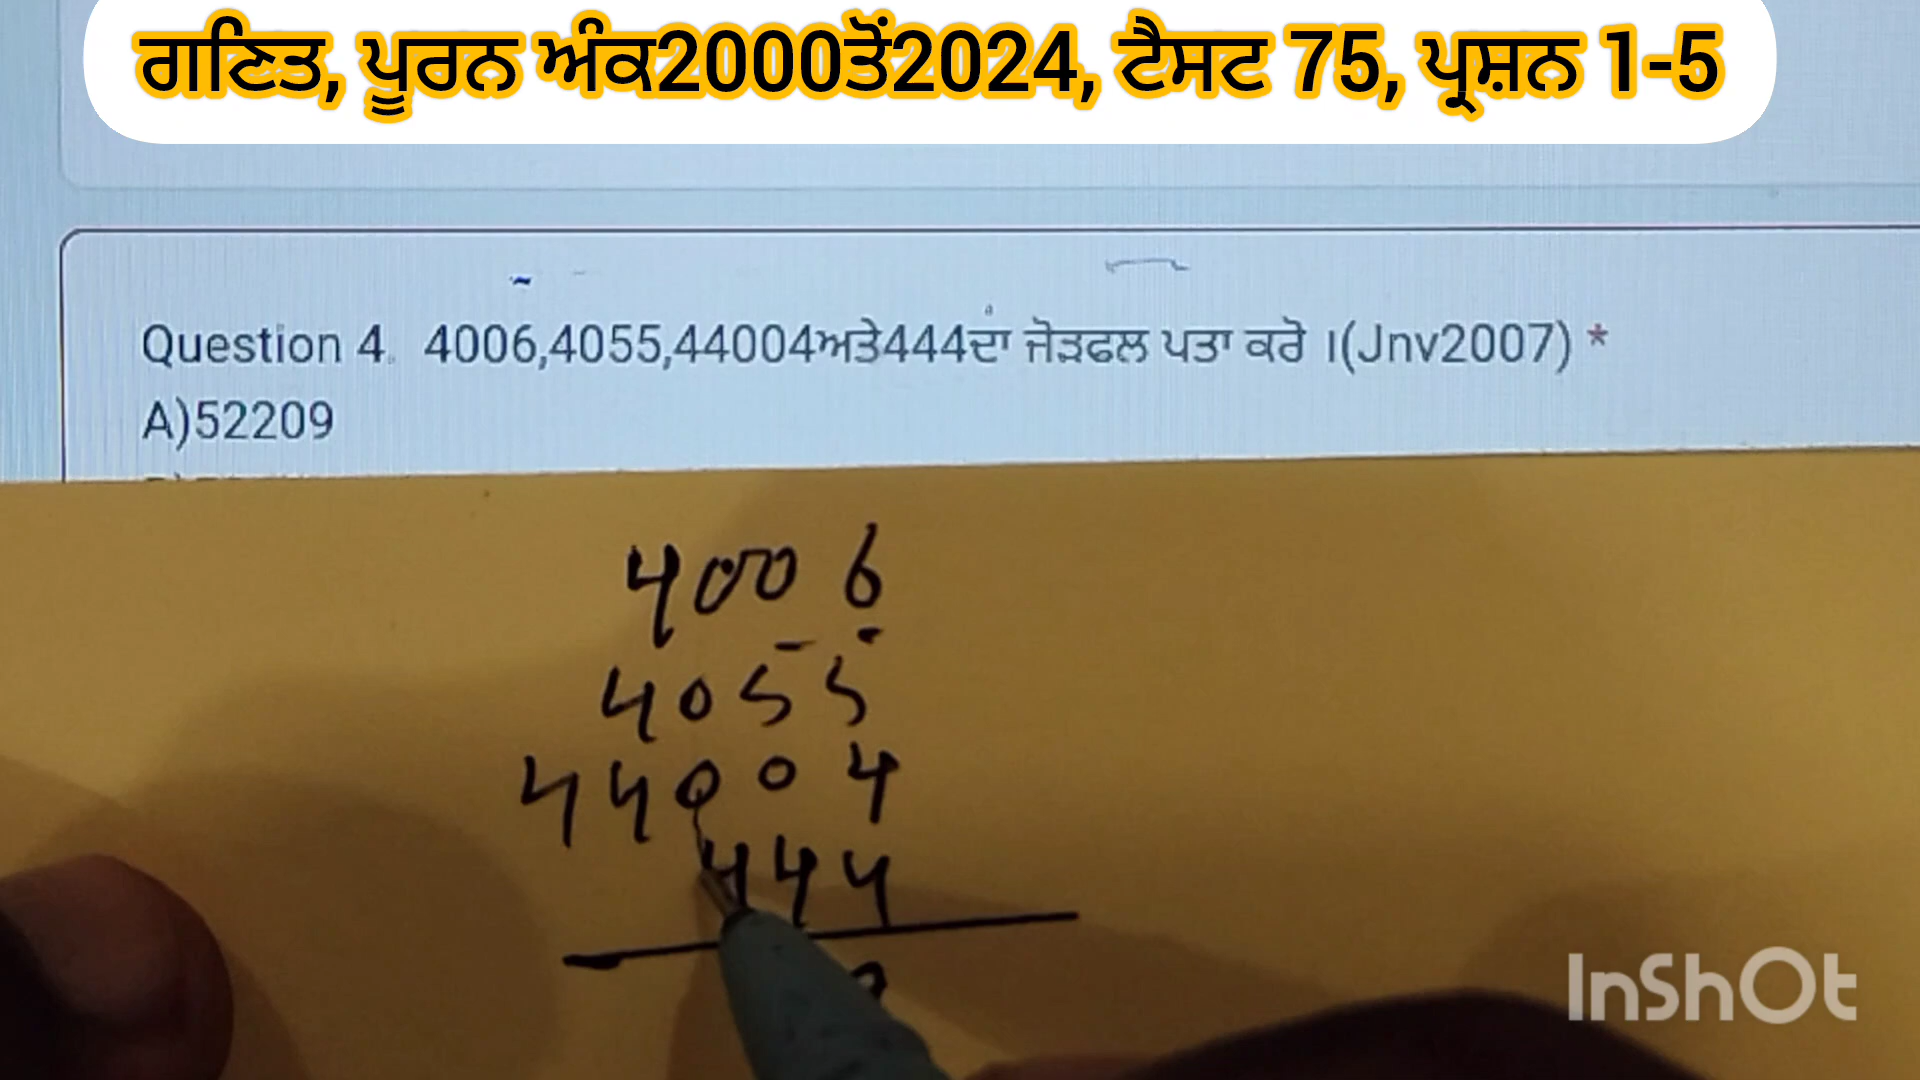 ਗਣਿਤ, ਪੂਰਨ ਅੰਕ2000ਤੋਂ2024, ਟੈਸਟ 75, ਪ੍ਰਸ਼ਨ 1-5
Question 4. 4006,4055,44004ਅਤੇ444ਦਾਂ ਜੋੜਫਲ ਪਤਾ ਕਰੋ ।(Jnv2007) *
A)52209
4006
4055
44004
444
InShOt